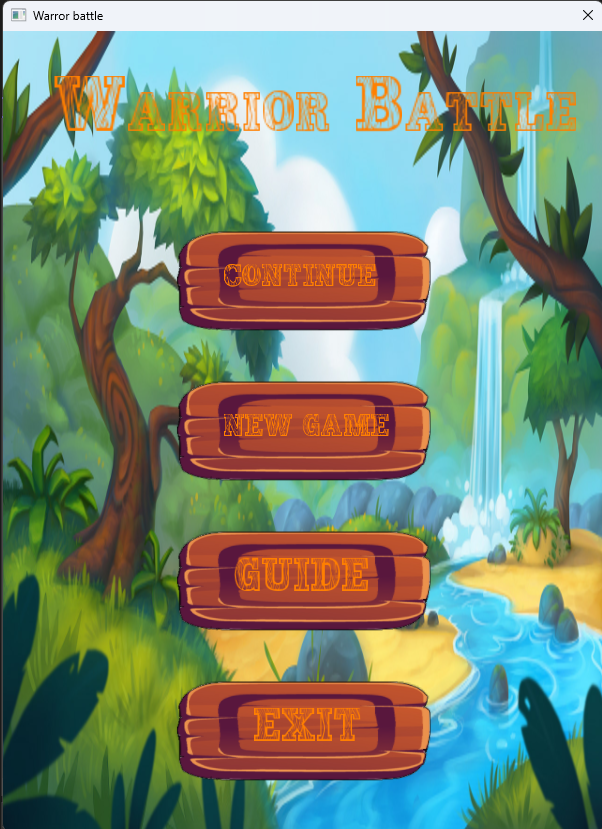 Warror battle
Warrior Battle
CONTINUE
NEW GAME
GUIDE
EXIT